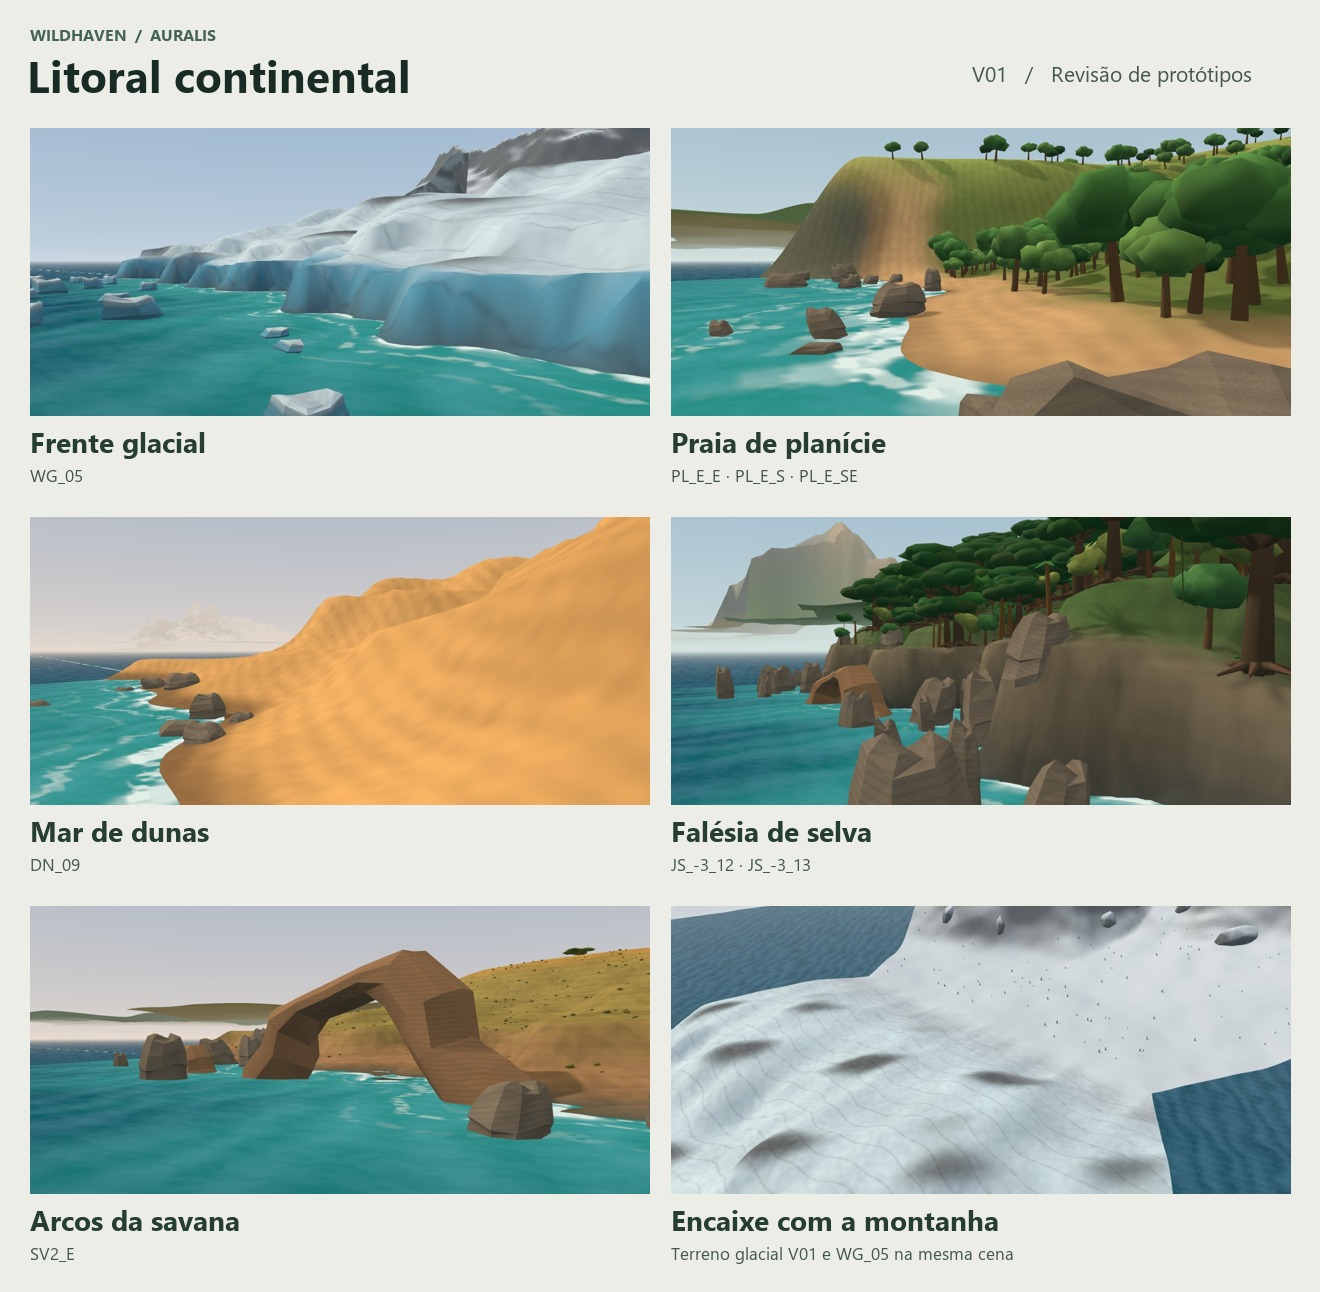 WILDHAVEN / AURALIS
Litoral continental
V01 / Revisão de protótipos
Frente glacial
WG_05
Praia de planície
PL_E_E · PL_E_S · PL_E_SE
Mar de dunas
DN_09
Falésia de selva
JS_-3_12 · JS_-3_13
Arcos da savana
SV2_E
Encaixe com a montanha
Terreno glacial V01 e WG_05 na mesma cena